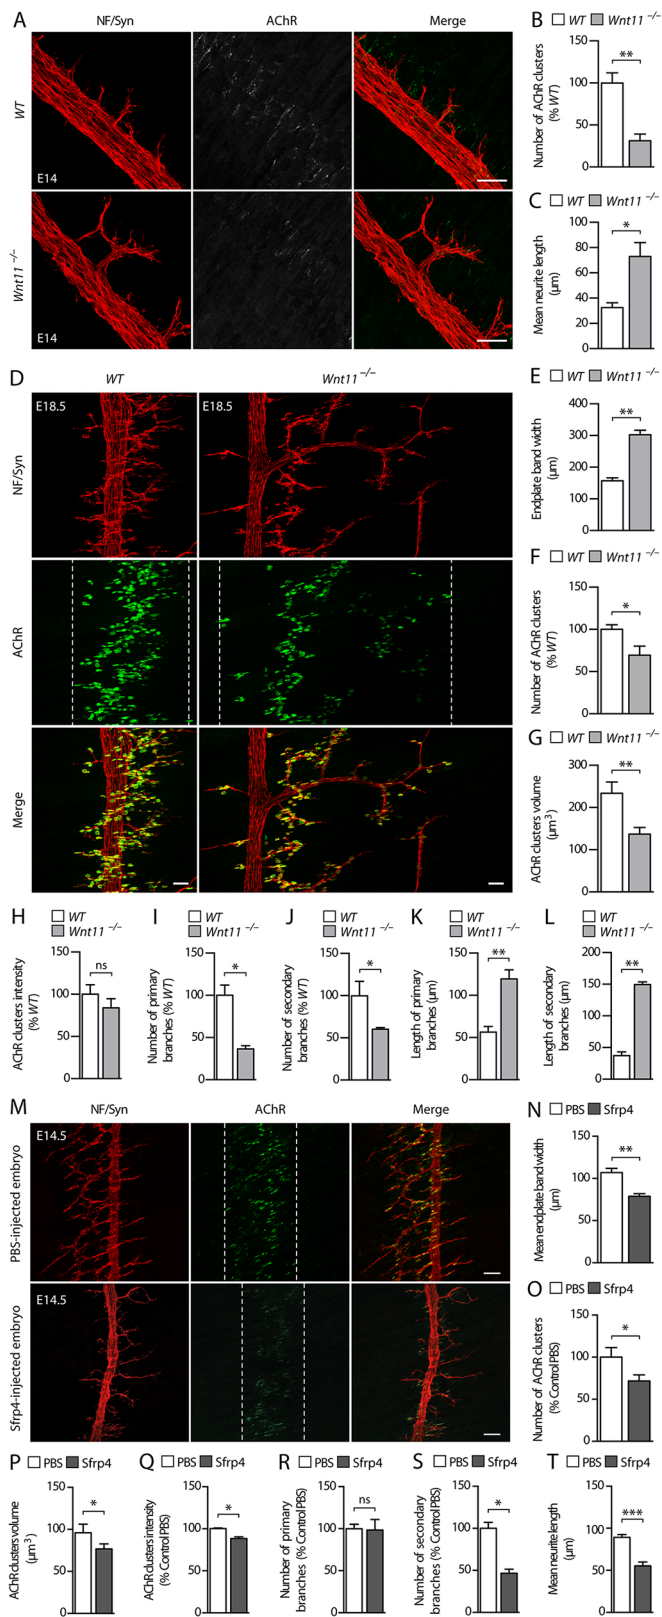 A
NF/Syn
AChR
Merge
WT
E14
Wnt11 −/−
E14
B
WT Wnt11 −/−
Number of AChR clusters
(% WT)
150
100
50
0
**
C
WT Wnt11 −/−
Mean neurite length
(µm)
100
80
60
40
20
0
*
D
WT
Wnt11 −/−
E18.5
E18.5
NF/Syn
AChR
Merge
E
WT Wnt11 −/−
Endplate band width
(µm)
400
300
200
100
0
**
F
WT Wnt11 −/−
Number of AChR clusters
(% WT)
150
100
50
0
*
G
WT Wnt11 −/−
AChR clusters volume
(µm3)
300
200
100
0
**
H
WT
Wnt11 −/−
AChR clusters intensity
(% WT)
150
100
50
0
ns
I
WT
Wnt11 −/−
Number of primary
branches (% WT)
150
100
50
0
*
J
WT
Wnt11 −/−
Number of secondary
branches (% WT)
150
100
50
0
*
K
WT
Wnt11 −/−
Length of primary
branches (µm)
150
100
50
0
**
L
WT
Wnt11 −/−
Length of secondary
branches (µm)
200
150
100
50
0
**
M
NF/Syn
AChR
Merge
PBS-injected embryo
E14.5
Sfrp4-injected embryo
E14.5
N
PBS Sfrp4
Mean endplate band width
(µm)
150
100
50
0
**
O
PBS Sfrp4
Number of AChR clusters
(% Control PBS)
150
100
50
0
*
P
PBS Sfrp4
AChR clusters volume
(µm3)
150
100
50
0
*
Q
PBS Sfrp4
AChR clusters intensity
(% Control PBS)
200
150
100
50
0
*
R
PBS Sfrp4
Number of primary
branches (% Control PBS)
150
100
50
0
ns
S
PBS Sfrp4
Number of secondary
branches (% Control PBS)
150
100
50
0
*
T
PBS Sfrp4
Mean neurite length
(µm)
150
100
50
0
***